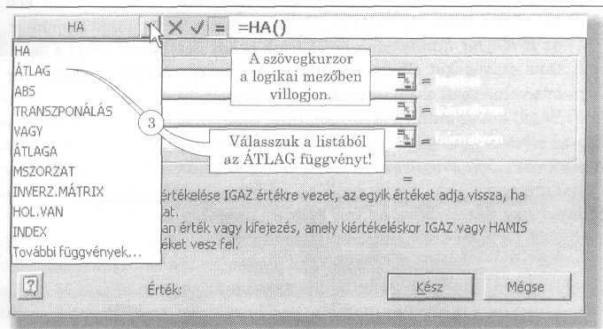 HA = =HA()
HA
ÁTLAG
ABS
TRANSZPONÁLÁS
VAGY
ÁTLAGA
MSZORZAT
INVERZ.MÁTRIX
HOL.VAN
INDEX
További függvények...
A szövegkurzor
a logikai mezőben
villogjon.
=
=
= bármilyen
3
Válasszuk a listából
az ÁTLAG függvényt!
=
értékelése IGAZ értékre vezet, az egyik értéket adja vissza, ha
at.
an érték vagy kifejezés, amely kiértékeléskor IGAZ vagy HAMIS
éket vesz fel.
?
Érték:
Kész
Mégse